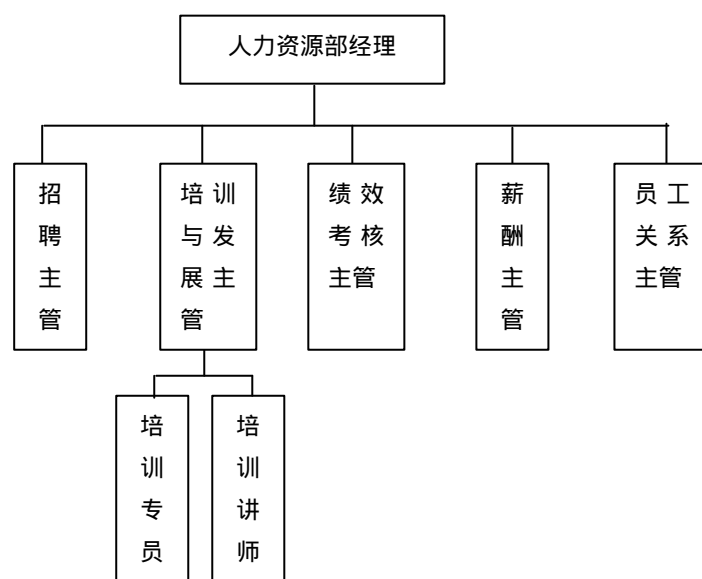 人力资源部经理
招
聘
主
管
培 训
与 发
展 主
管
绩 效
考 核
主管
薪
酬
主
管
员 工
关 系
主管
培
训
专
员
培
训
讲
师